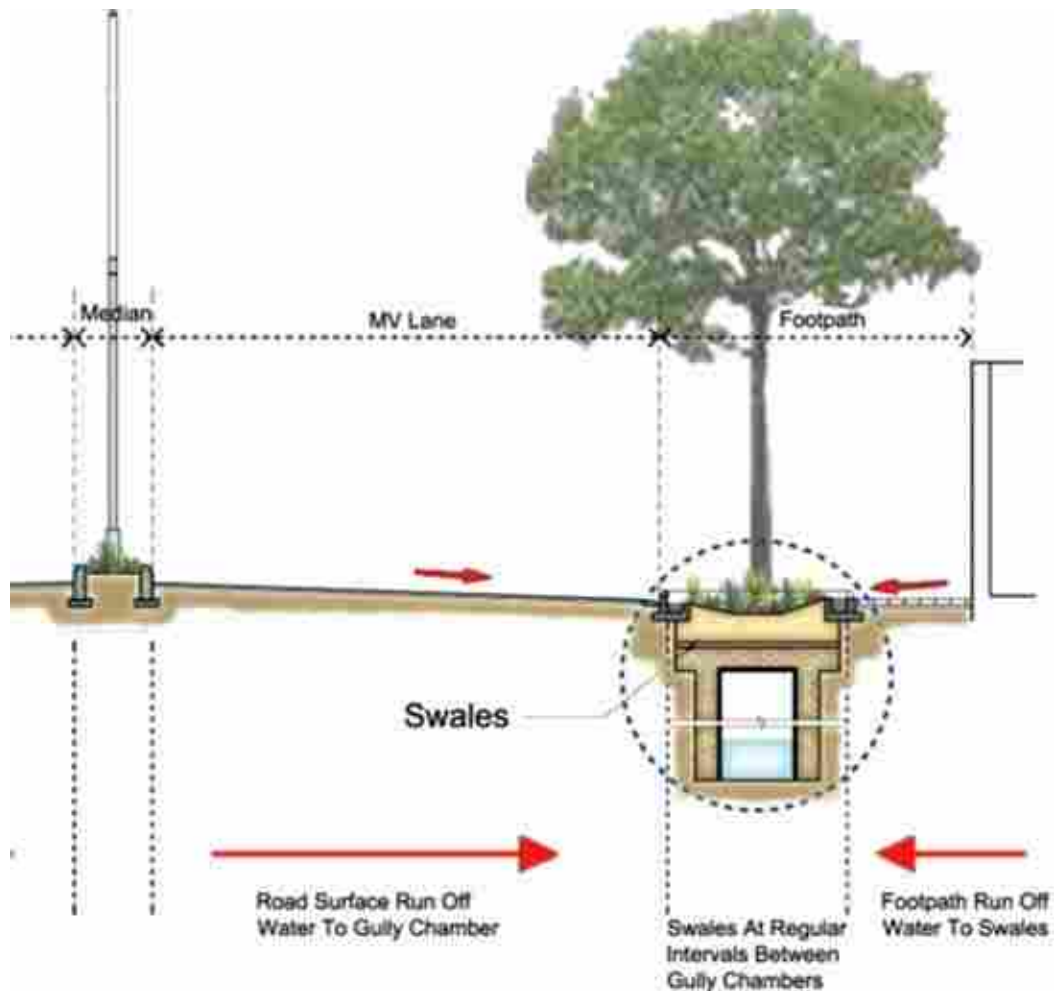 Median
MV Lane
Footpath
Swales
Road Surface Run Off
Water To Gully Chamber
Swales At Regular
Intervals Between
Gully Chambers
Footpath Run Off
Water To Swales